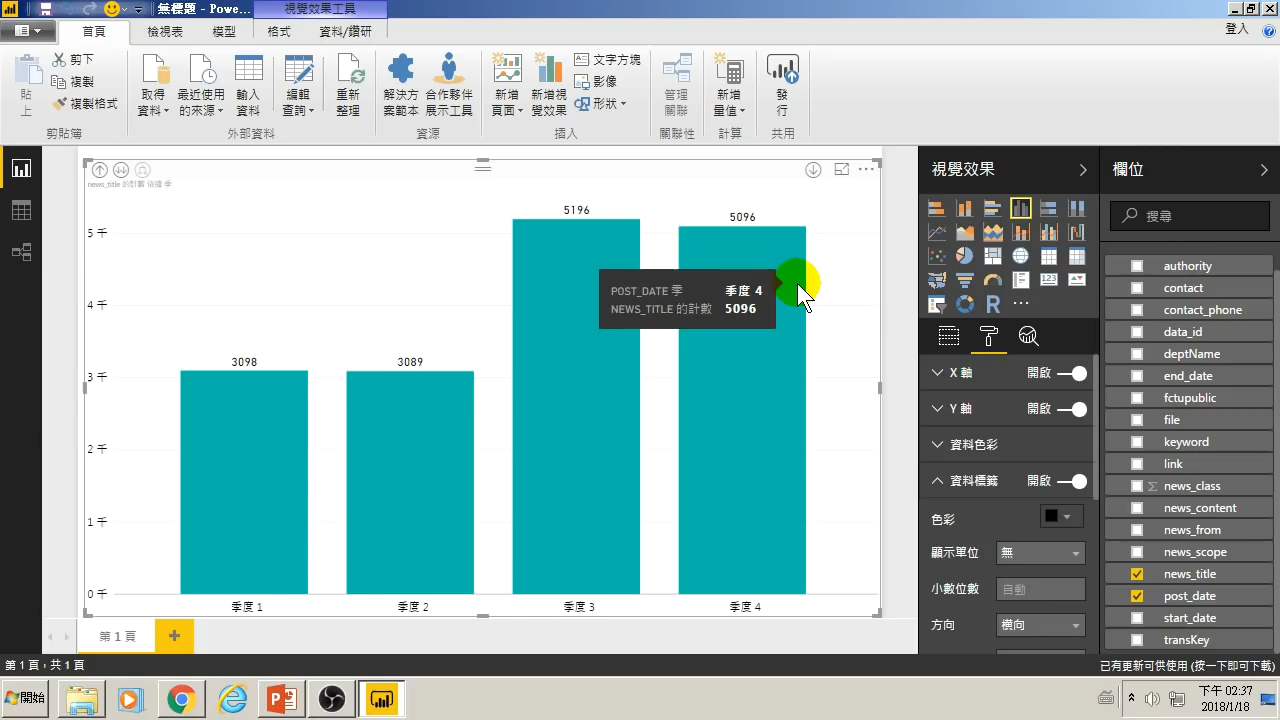 無標題 - Powe...
視覺效果工具
首頁
檢視表
模型
格式
資料/鑽研
登入
貼上
剪下
複製
複製格式
剪貼簿
取得資料
最近使用的來源
輸入資料
編輯查詢
重新整理
外部資料
解決方案範本
合作夥伴展示工具
資源
新增頁面
新增視覺效果
文字方塊
影像
形狀
插入
管理關聯
關聯性
新增量值
計算
發行
共用
news_title 的計數 依據 季
5 千
4 千
3 千
2 千
1 千
0 千
3098
3089
5196
5096
POST_DATE 季 季度 4
NEWS_TITLE 的計數 5096
季度 1
季度 2
季度 3
季度 4
視覺效果
R
X 軸 開啟
Y 軸 開啟
資料色彩
資料標籤 開啟
色彩
顯示單位 無
小數位數 自動
方向 橫向
欄位
搜尋
authority
contact
contact_phone
data_id
deptName
end_date
fctupublic
file
keyword
link
Σ news_class
news_content
news_from
news_scope
news_title
post_date
start_date
transKey
第 1 頁
第 1 頁，共 1 頁
已有更新可供使用 (按一下即可下載)
開始
下午 02:37
2018/1/18